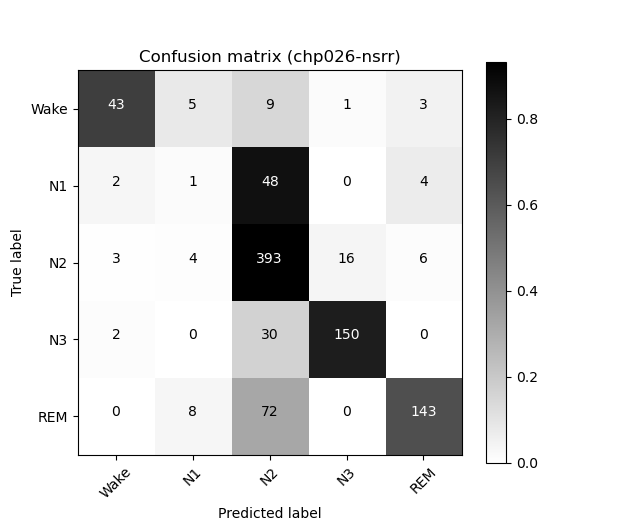 Confusion matrix (chp026-nsrr)
Wake 43 5 9 1 3
N1 2 1 48 0 4
N2 3 4 393 16 6
N3 2 0 30 150 0
REM 0 8 72 0 143
Wake N1 N2 N3 REM
True label
Predicted label
0.8
0.6
0.4
0.2
0.0